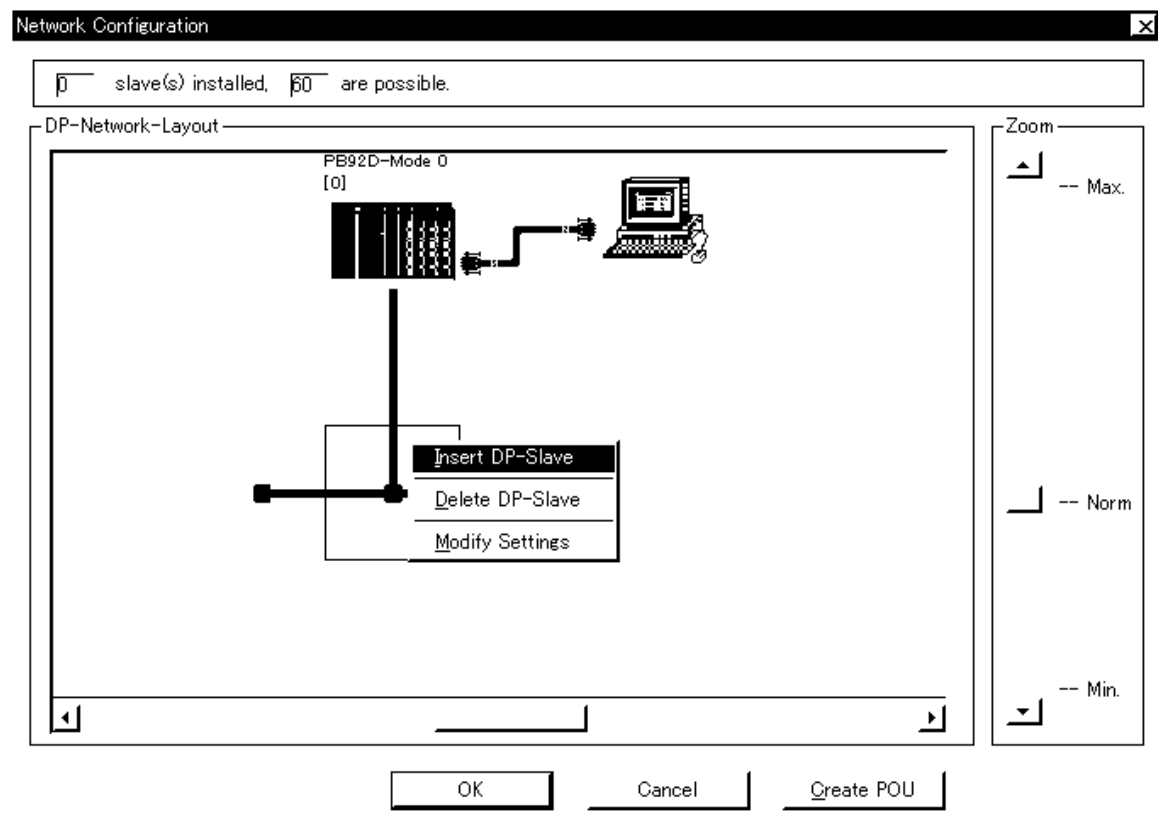 Network Configuration
0 slave(s) installed, 60 are possible.
DP-Network-Layout
Zoom
PB92D-Mode 0
[0]
-- Max.
Insert DP-Slave
Delete DP-Slave
Modify Settings
-- Norm
-- Min.
OK
Cancel
Create POU